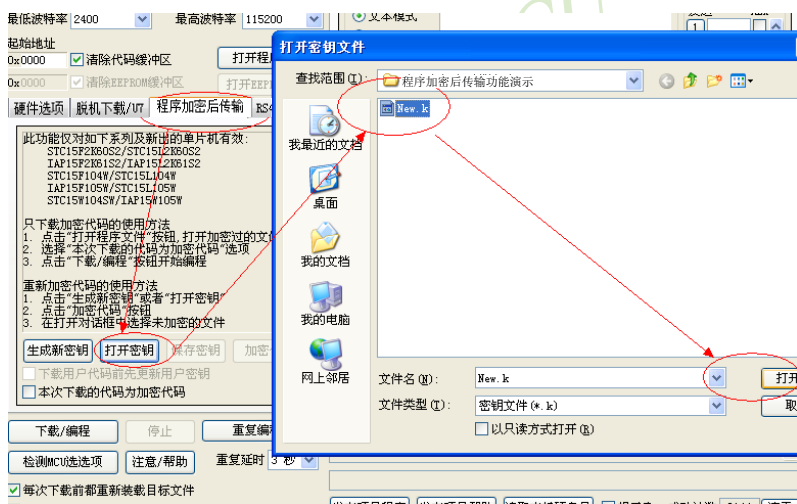 最低波特率 2400 最高波特率 115200 文本模式
起始地址
0x0000 清除代码缓冲区
0x0000 清除EEPROM缓冲区
硬件选项 脱机下载/U7 程序加密后传输 RS4
此功能仅对如下系列及新出的单片机有效:
STC15F2K60S2/STC15L2K60S2
IAP15F2K61S2/IAP15L2K61S2
STC15F104W/STC15L104W
IAP15F105W/STC15L105W
STC15W104SW/IAP15W105W
只下载加密代码的使用方法
1. 点击"打开程序文件"按钮,打开加密过的文
2. 选择"本次下载的代码为加密代码"选项
3. 点击"下载/编程"按钮开始编程
重新加密代码的使用方法
1. 点击"生成新密钥"或者"打开密钥"
2. 点击"加密代码"按钮
3. 在打开对话框中选择未加密的文件
生成新密钥 打开密钥 保存密钥
下载用户代码前先更新用户密钥
本次下载的代码为加密代码
下载/编程 停止 重复编
检测MCU选项 注意/帮助 重复延时 3 秒
每次下载前都重新装载目标文件
打开密钥文件
查找范围(I): 程序加密后传输功能演示
New.k
我最近的文档
桌面
我的文档
我的电脑
网上邻居
文件名(N): New.k 打开
文件类型(T): 密钥文件(*.k) 取
以只读方式打开(R)